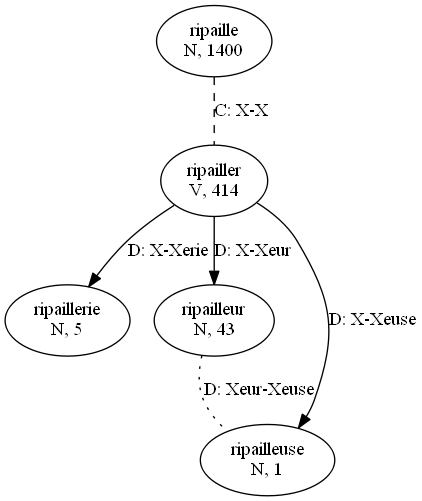 ripaille
N, 1400
C: X-X
ripailler
V, 414
D: X-Xerie
D: X-Xeur
ripaillerie
N, 5
ripailleur
N, 43
D: X-Xeuse
D: Xeur-Xeuse
ripailleuse
N, 1